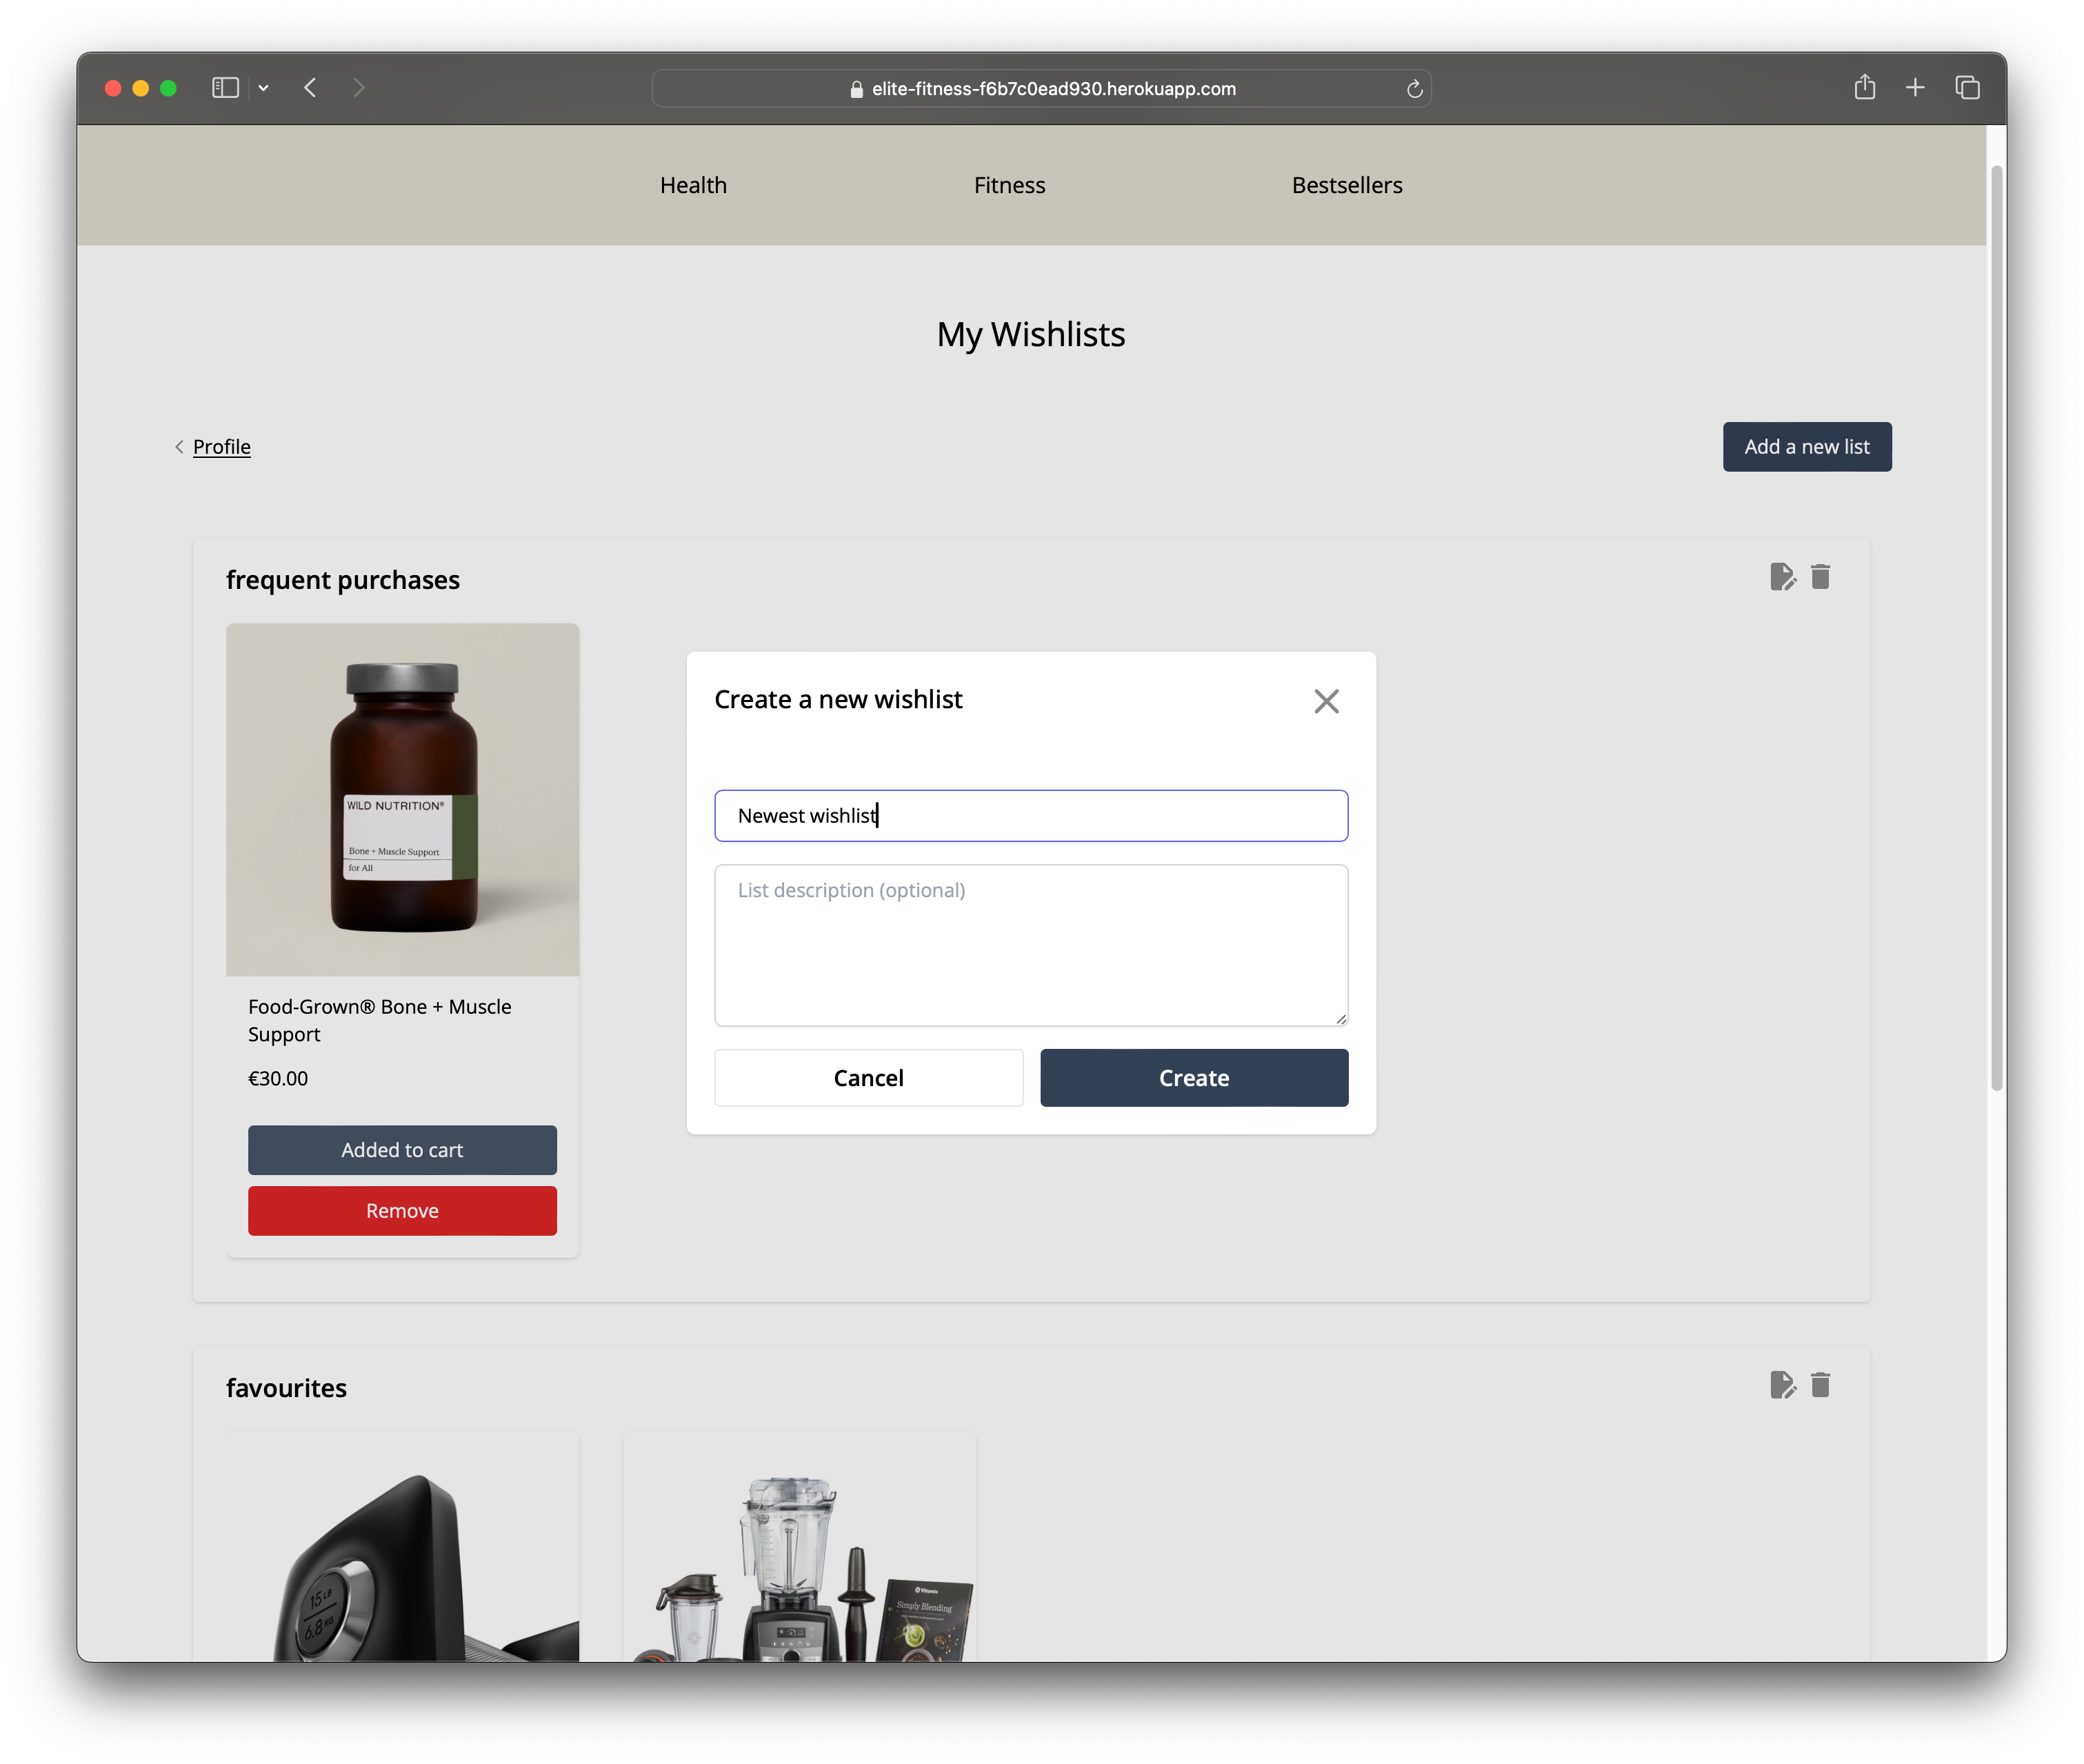 elite-fitness-f6b7c0ead930.herokuapp.com
Health
Fitness
Bestsellers
My Wishlists
Profile
Add a new list
frequent purchases
WILD NUTRITION®
Bone + Muscle Support
for All
Food-Grown® Bone + Muscle
Support
€30.00
Added to cart
Remove
Create a new wishlist
Newest wishlist
List description (optional)
Cancel
Create
favourites
15 LB
6.8 KG
Vitamix
Simply Blending